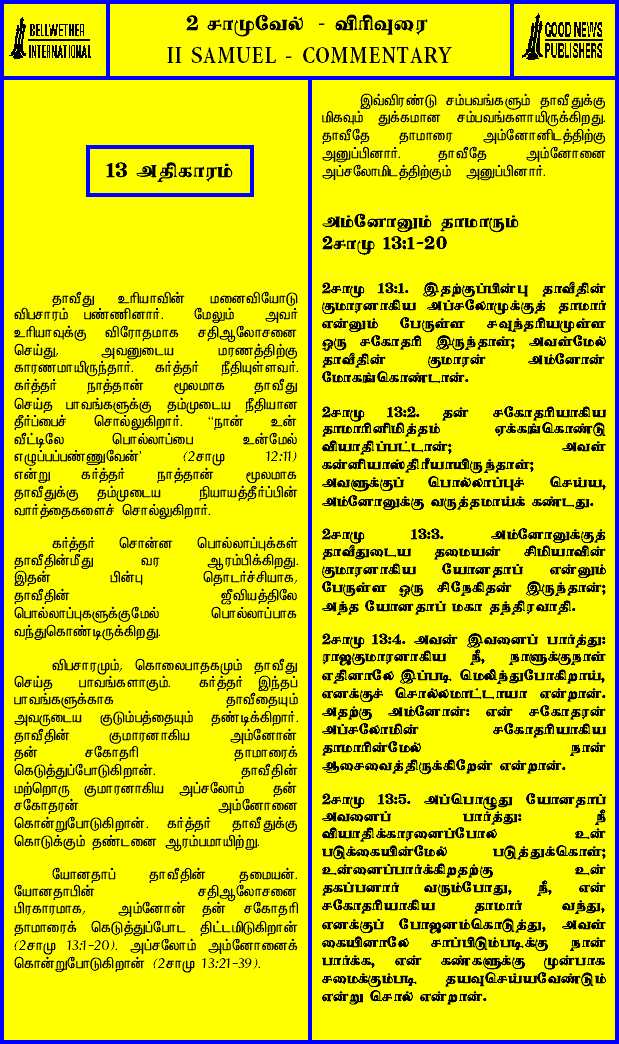 BELLWETHER
INTERNATIONAL
2 சாமுவேல் - விரிவுரை
II SAMUEL - COMMENTARY
GOOD NEWS
PUBLISHERS
13 அதிகாரம்
தாவீது உரியாவின் மனைவியோடு
விபசாரம் பண்ணினார். மேலும் அவர்
உரியாவுக்கு விரோதமாக சதிஆலோசனை
செய்து, அவனுடைய மரணத்திற்கு
காரணமாயிருந்தார். கர்த்தர் நீதியுள்ளவர்.
கர்த்தர் நாத்தான் மூலமாக தாவீது
செய்த பாவங்களுக்கு தம்முடைய நீதியான
தீர்ப்பைச் சொல்லுகிறார். "நான் உன்
வீட்டிலே பொல்லாப்பை உன்மேல்
எழுப்பப்பண்ணுவேன்' (2சாமு 12:11)
என்று கர்த்தர் நாத்தான் மூலமாக
தாவீதுக்கு தம்முடைய நியாயத்தீர்ப்பின்
வார்த்தைகளைச் சொல்லுகிறார்.
கர்த்தர் சொன்ன பொல்லாப்புக்கள்
தாவீதின்மீது வர ஆரம்பிக்கிறது.
இதன் பின்பு தொடர்ச்சியாக,
தாவீதின் ஜீவியத்திலே
பொல்லாப்புகளுக்குமேல் பொல்லாப்பாக
வந்துகொண்டிருக்கிறது.
விபசாரமும், கொலைபாதகமும் தாவீது
செய்த பாவங்களாகும். கர்த்தர் இந்தப்
பாவங்களுக்காக தாவீதையும்
அவருடைய குடும்பத்தையும் தண்டிக்கிறார்.
தாவீதின் குமாரனாகிய அம்னோன்
தன் சகோதரி தாமாரைக்
கெடுத்துப்போடுகிறான். தாவீதின்
மற்றொரு குமாரனாகிய அப்சலோம் தன்
சகோதரன் அம்னோனை
கொன்றுபோடுகிறான். கர்த்தர் தாவீதுக்கு
கொடுக்கும் தண்டனை ஆரம்பமாயிற்று.
யோனதாப் தாவீதின் தமையன்.
யோனதாபின் சதிஆலோசனை
பிரகாரமாக, அம்னோன் தன் சகோதரி
தாமாரைக் கெடுத்துப்போட திட்டமிடுகிறான்
(2சாமு 13:1-20). அப்சலோம் அம்னோனைக்
கொன்றுபோடுகிறான் (2சாமு 13:21-39).
இவ்விரண்டு சம்பவங்களும் தாவீதுக்கு
மிகவும் துக்கமான சம்பவங்களாயிருக்கிறது.
தாவீதே தாமாரை அம்னோனிடத்திற்கு
அனுப்பினார். தாவீதே அம்னோனை
அப்சலோமிடத்திற்கும் அனுப்பினார்.
அம்னோனும் தாமாரும்
2சாமு 13:1-20
2சாமு 13:1. இதற்குப்பின்பு தாவீதின்
குமாரனாகிய அப்சலோமுக்குத் தாமார்
என்னும் பேருள்ள சவுந்தரியமுள்ள
ஒரு சகோதரி இருந்தாள்; அவள்மேல்
தாவீதின் குமாரன் அம்னோன்
மோகங்கொண்டான்.
2சாமு 13:2. தன் சகோதரியாகிய
தாமாரினிமித்தம் ஏக்கங்கொண்டு
வியாதிப்பட்டான்; அவள்
கன்னியாஸ்திரீயாயிருந்தாள்;
அவளுக்குப் பொல்லாப்புச் செய்ய,
அம்னோனுக்கு வருத்தமாய்க் கண்டது.
2சாமு 13:3. அம்னோனுக்குத்
தாவீதுடைய தமையன் சிமியாவின்
குமாரனாகிய யோனதாப் என்னும்
பேருள்ள ஒரு சிநேகிதன் இருந்தான்;
அந்த யோனதாப் மகா தந்திரவாதி.
2சாமு 13:4. அவன் இவனைப் பார்த்து:
ராஜகுமாரனாகிய நீ, நாளுக்குநாள்
எதினாலே இப்படி மெலிந்துபோகிறாய்,
எனக்குச் சொல்லமாட்டாயா என்றான்.
அதற்கு அம்னோன்: என் சகோதரன்
அப்சலோமின் சகோதரியாகிய
தாமாரின்மேல் நான்
ஆசைவைத்திருக்கிறேன் என்றான்.
2சாமு 13:5. அப்பொழுது யோனதாப்
அவனைப் பார்த்து: நீ
வியாதிக்காரனைப்போல் உன்
படுக்கையின்மேல் படுத்துக்கொள்;
உன்னைப்பார்க்கிறதற்கு உன்
தகப்பனார் வரும்போது, நீ, என்
சகோதரியாகிய தாமார் வந்து,
எனக்குப் போஜனம்கொடுத்து, அவள்
கையினாலே சாப்பிடும்படிக்கு நான்
பார்க்க, என் கண்களுக்கு முன்பாக
சமைக்கும்படி தயவுசெய்யவேண்டும்
என்று சொல் என்றான்.